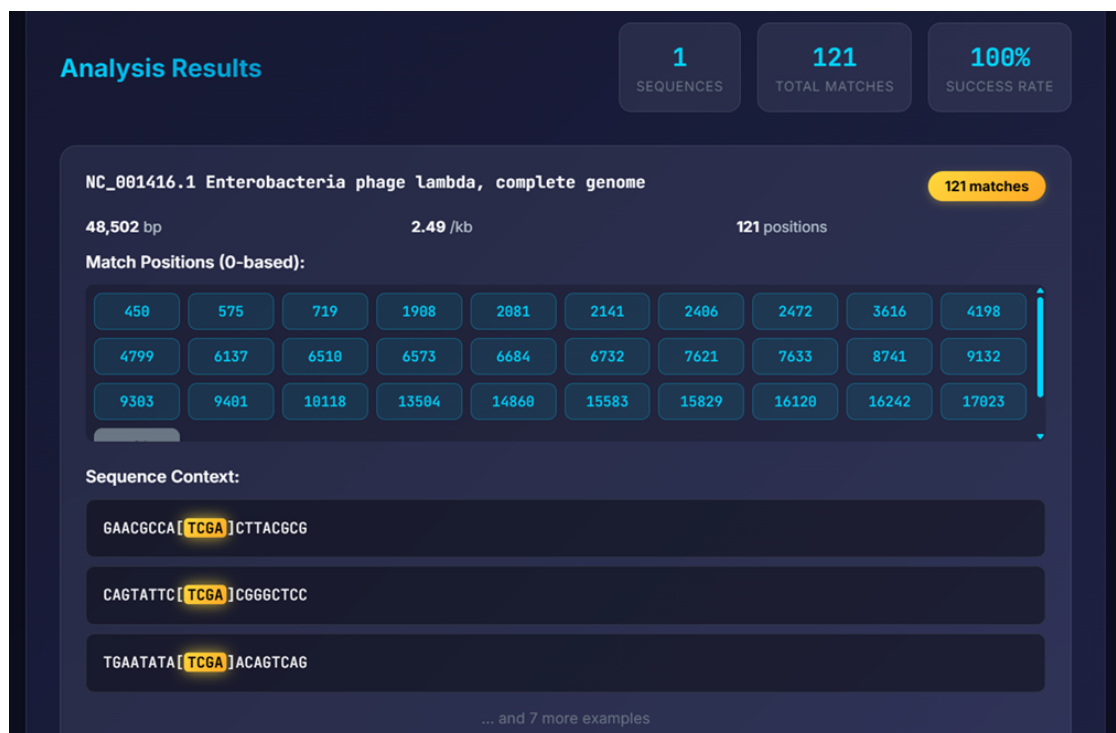 Analysis Results
1
SEQUENCES
121
TOTAL MATCHES
100%
SUCCESS RATE
NC_001416.1 Enterobacteria phage lambda, complete genome
121 matches
48,502 bp
2.49 /kb
121 positions
Match Positions (0-based):
450 575 719 1908 2081 2141 2406 2472 3616 4198
4799 6137 6510 6573 6684 6732 7621 7633 8741 9132
9303 9401 10118 13504 14860 15583 15829 16120 16242 17023
Sequence Context:
GAACGCCA[TCGA]CTTACGCG
CAGTATTC[TCGA]CGGGCTCC
TGAATATA[TCGA]ACAGTCAG
... and 7 more examples